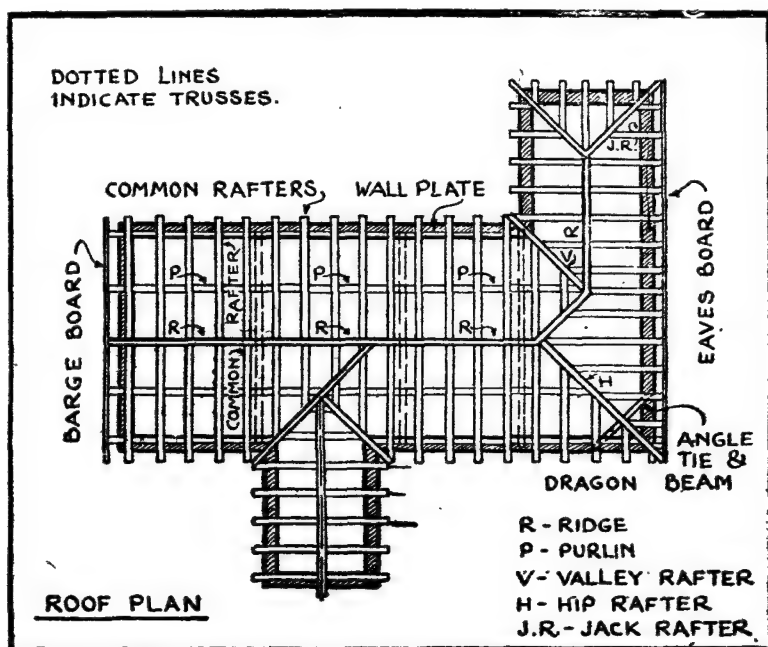 DOTTED LINES
INDICATE TRUSSES.
J.R.
COMMON RAFTERS
WALL PLATE
BARGE BOARD
EAVES BOARD
R
V
P
P
P
COMMON RAFTER
R
R
R
H
ANGLE
TIE &
DRAGON BEAM
R - RIDGE
P - PURLIN
V - VALLEY RAFTER
H - HIP RAFTER
J.R - JACK RAFTER
ROOF PLAN